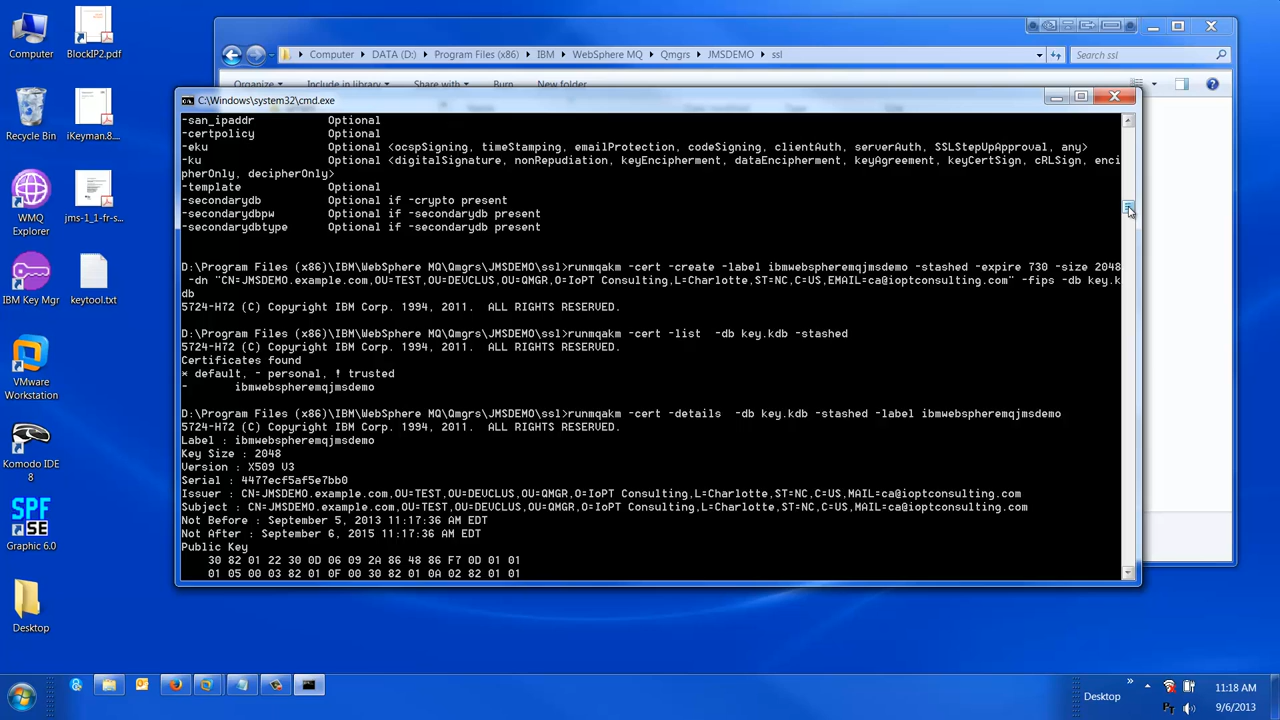 Computer
BlockIP2.pdf
Recycle Bin
iKeyman.8...
WMQ
Explorer
jms-1_1-fr-s...
IBM Key Mgr
keytool.txt
VMware
Workstation
Komodo IDE
8
SPF
SE
Graphic 6.0
Desktop
Computer DATA (D:) Program Files (x86) IBM WebSphere MQ Qmgrs JMSDEMO ssl
Search ssl
Organize Include in library Share with Burn New folder
C:\Windows\system32\cmd.exe
-san_ipaddr Optional
-certpolicy Optional
-eku Optional <ocspSigning, timeStamping, emailProtection, codeSigning, clientAuth, serverAuth, SSLStepUpApproval, any>
-ku Optional <digitalSignature, nonRepudiation, keyEncipherment, dataEncipherment, keyAgreement, keyCertSign, cRLSign, enci
pherOnly, decipherOnly>
-template Optional
-secondarydb Optional if -crypto present
-secondarydbpw Optional if -secondarydb present
-secondarydbtype Optional if -secondarydb present
D:\Program Files (x86)\IBM\WebSphere MQ\Qmgrs\JMSDEMO\ssl>runmqakm -cert -create -label ibmwebspheremqjmsdemo -stashed -expire 730 -size 2048
-dn "CN=JMSDEMO.example.com,OU=TEST,OU=DEVCLUS,OU=QMGR,O=IoPT Consulting,L=Charlotte,ST=NC,C=US,EMAIL=ca@ioptconsulting.com" -fips -db key.k
db
5724-H72 (C) Copyright IBM Corp. 1994, 2011. ALL RIGHTS RESERVED.
D:\Program Files (x86)\IBM\WebSphere MQ\Qmgrs\JMSDEMO\ssl>runmqakm -cert -list -db key.kdb -stashed
5724-H72 (C) Copyright IBM Corp. 1994, 2011. ALL RIGHTS RESERVED.
Certificates found
* default, - personal, ! trusted
- ibmwebspheremqjmsdemo
D:\Program Files (x86)\IBM\WebSphere MQ\Qmgrs\JMSDEMO\ssl>runmqakm -cert -details -db key.kdb -stashed -label ibmwebspheremqjmsdemo
5724-H72 (C) Copyright IBM Corp. 1994, 2011. ALL RIGHTS RESERVED.
Label : ibmwebspheremqjmsdemo
Key Size : 2048
Version : X509 V3
Serial : 4477ecf5af5e7bb0
Issuer : CN=JMSDEMO.example.com,OU=TEST,OU=DEVCLUS,OU=QMGR,O=IoPT Consulting,L=Charlotte,ST=NC,C=US,MAIL=ca@ioptconsulting.com
Subject : CN=JMSDEMO.example.com,OU=TEST,OU=DEVCLUS,OU=QMGR,O=IoPT Consulting,L=Charlotte,ST=NC,C=US,MAIL=ca@ioptconsulting.com
Not Before : September 5, 2013 11:17:36 AM EDT
Not After : September 6, 2015 11:17:36 AM EDT
Public Key
30 82 01 22 30 0D 06 09 2A 86 48 86 F7 0D 01 01
01 05 00 03 82 01 0F 00 30 82 01 0A 02 82 01 01
Desktop
11:18 AM
9/6/2013